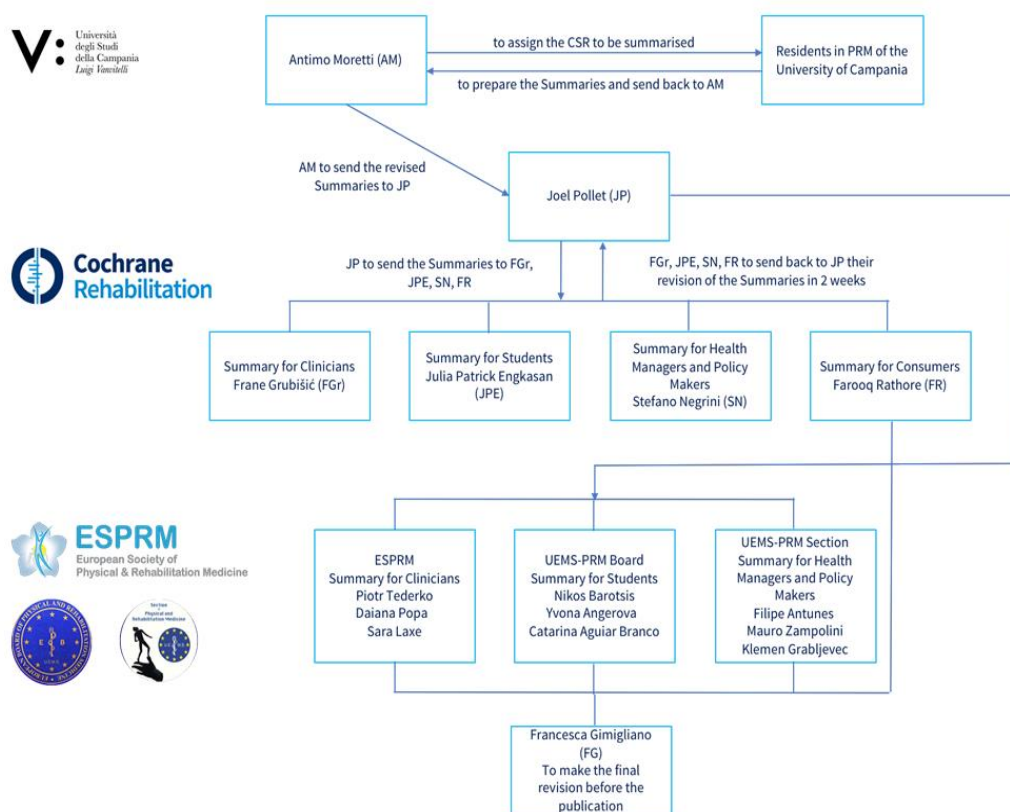 Università
degli Studi
della Campania
Luigi Vanvitelli
V:
Antimo Moretti (AM)
to assign the CSR to be summarised
to prepare the Summaries and send back to AM
Residents in PRM of the
University of Campania
AM to send the revised
Summaries to JP
Joel Pollet (JP)
Cochrane
Rehabilitation
JP to send the Summaries to FGr,
JPE, SN, FR
FGr, JPE, SN, FR to send back to JP their
revision of the Summaries in 2 weeks
Summary for Clinicians
Frane Grubišić (FGr)
Summary for Students
Julia Patrick Engkasan
(JPE)
Summary for Health
Managers and Policy
Makers
Stefano Negrini (SN)
Summary for Consumers
Farooq Rathore (FR)
ESPRM
European Society of
Physical & Rehabilitation Medicine
EUROPEAN BOARD OF PHYSICAL AND REHABILITATION MEDICINE
Section
Physical and
Rehabilitation Medicine
ESPRM
Summary for Clinicians
Piotr Tederko
Daiana Popa
Sara Laxe
UEMS-PRM Board
Summary for Students
Nikos Barotsis
Yvona Angerova
Catarina Aguiar Branco
UEMS-PRM Section
Summary for Health
Managers and Policy
Makers
Filipe Antunes
Mauro Zampolini
Klemen Grabljevec
Francesca Gimigliano
(FG)
To make the final
revision before the
publication